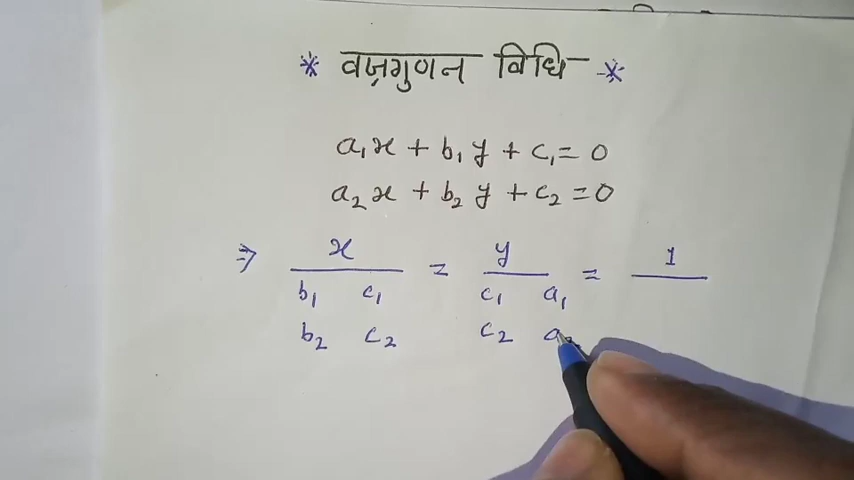 * वज्रगुणन विधि *
a₁x + b₁y + c₁ = 0
a₂x + b₂y + c₂ = 0
⇒ x = y = 1
b₁ c₁ c₁ a₁
b₂ c₂ c₂ a₂